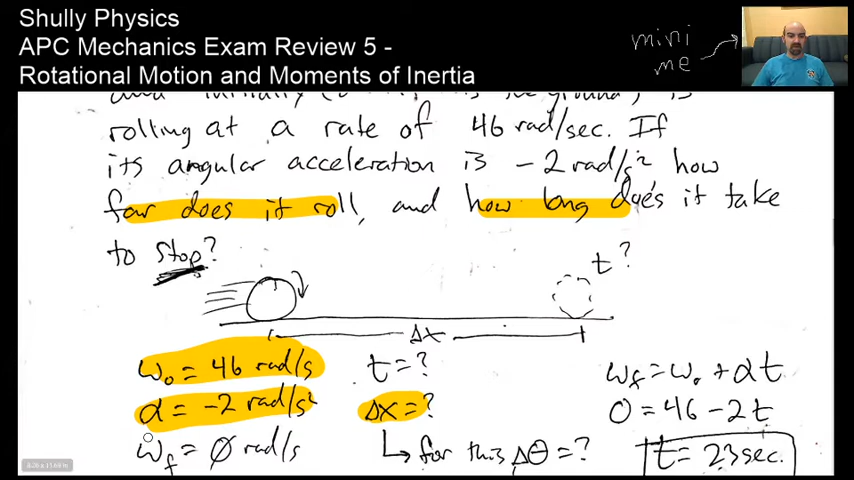 Shully Physics
APC Mechanics Exam Review 5 -
Rotational Motion and Moments of Inertia
mini
me
rolling at a rate of 46 rad/sec. If
its angular acceleration is -2 rad/s² how
far does it roll, and how long does it take
to stop?
t?
Δx
ω₀ = 46 rad/s
t = ?
ωf = ω₀ + αt
α = -2 rad/s²
Δx = ?
0 = 46 - 2t
ωf = 0 rad/s
↳ for this Δθ = ?
t = 23 sec.